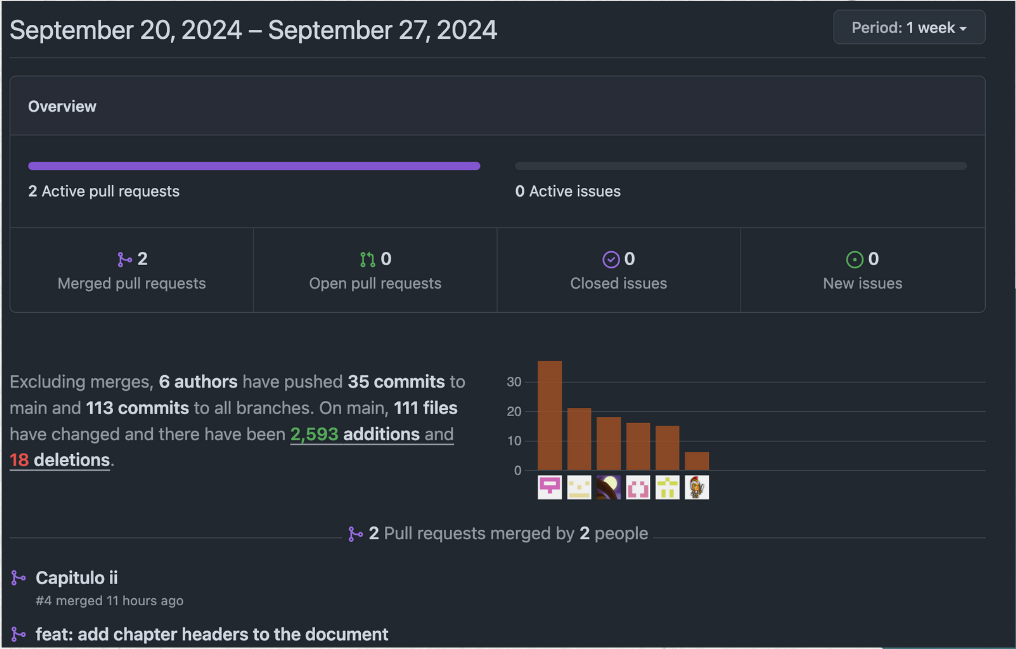 September 20, 2024 – September 27, 2024
Period: 1 week
Overview
2 Active pull requests
0 Active issues
2
Merged pull requests
0
Open pull requests
0
Closed issues
0
New issues
Excluding merges, 6 authors have pushed 35 commits to
main and 113 commits to all branches. On main, 111 files
have changed and there have been 2,593 additions and
18 deletions.
30
20
10
0
2 Pull requests merged by 2 people
Capitulo ii
#4 merged 11 hours ago
feat: add chapter headers to the document